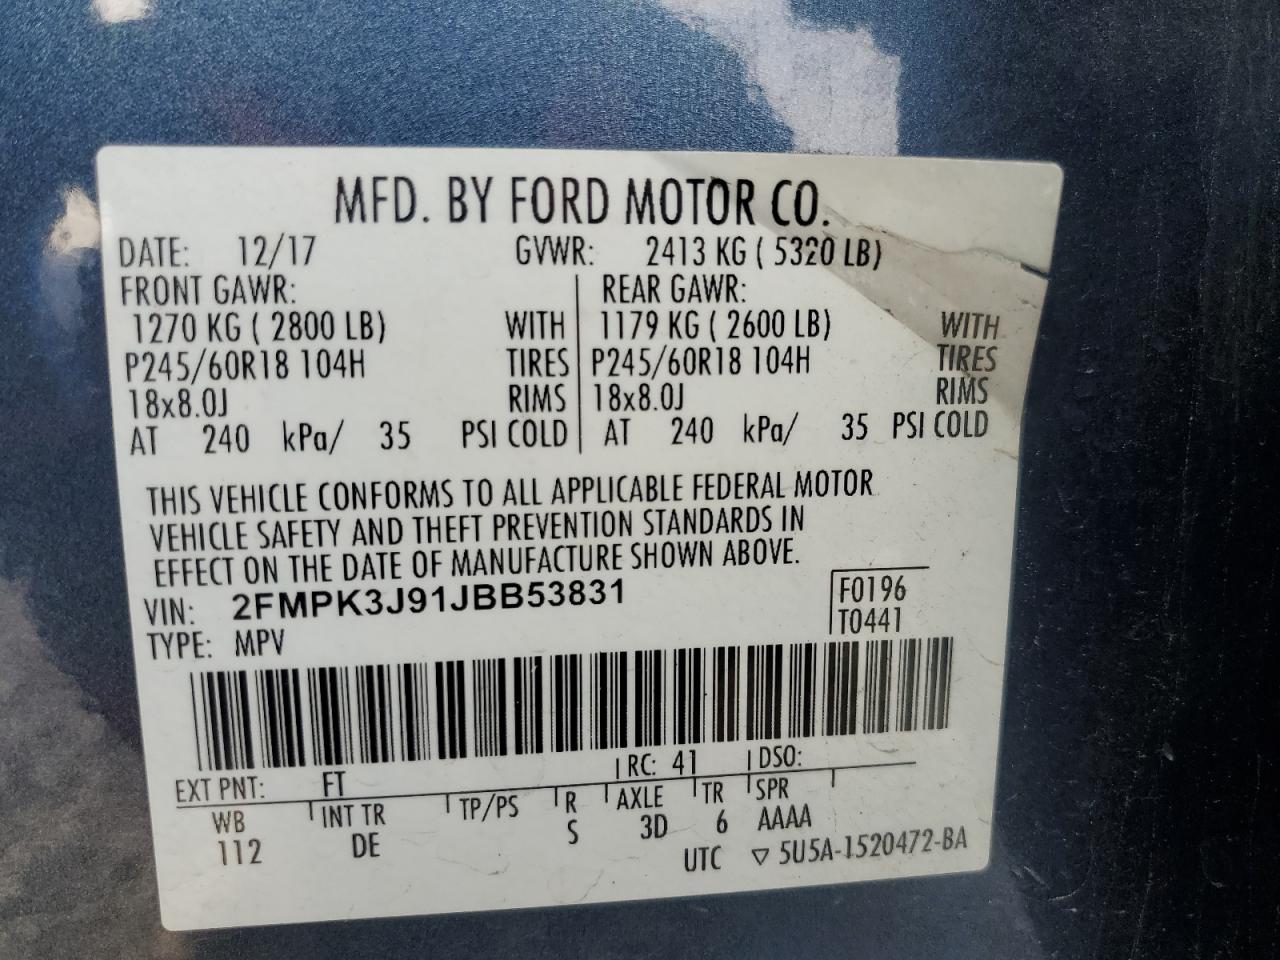 MFD. BY FORD MOTOR CO.
DATE: 12/17 GVWR: 2413 KG ( 5320 LB)
FRONT GAWR: REAR GAWR:
1270 KG ( 2800 LB) WITH 1179 KG ( 2600 LB) WITH
P245/60R18 104H TIRES P245/60R18 104H TIRES
18x8.0J RIMS 18x8.0J RIMS
AT 240 kPa/ 35 PSI COLD AT 240 kPa/ 35 PSI COLD
THIS VEHICLE CONFORMS TO ALL APPLICABLE FEDERAL MOTOR
VEHICLE SAFETY AND THEFT PREVENTION STANDARDS IN
EFFECT ON THE DATE OF MANUFACTURE SHOWN ABOVE.
VIN: 2FMPK3J91JBB53831 F0196
TYPE: MPV T0441
EXT PNT: FT RC: 41 DSO:
WB INT TR TP/PS R AXLE TR SPR
112 DE S 3D 6 AAAA
UTC ▽ 5U5A-1520472-BA